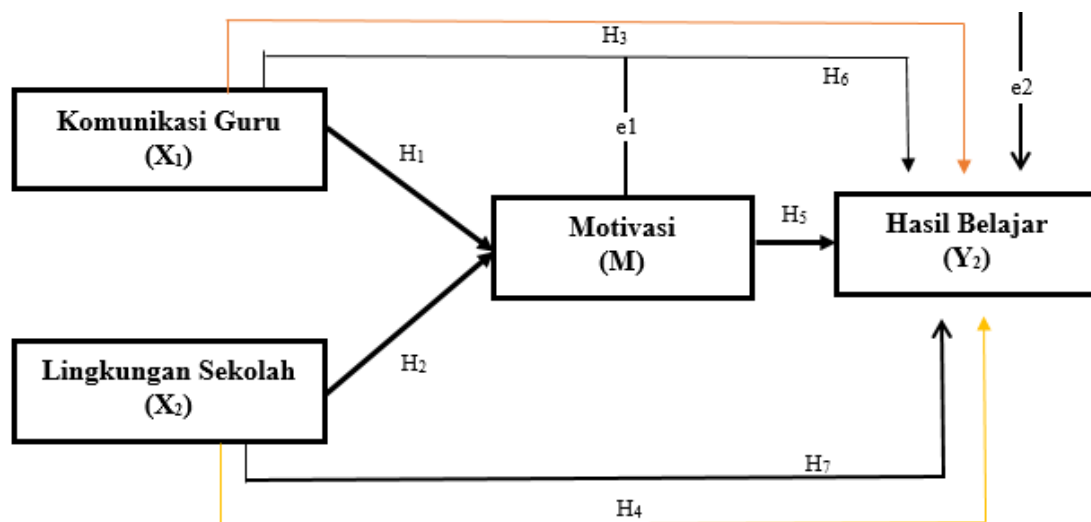 H3
H6
e2
Komunikasi Guru
(X1)
e1
H1
Motivasi
(M)
H5
Hasil Belajar
(Y2)
Lingkungan Sekolah
(X2)
H2
H7
H4